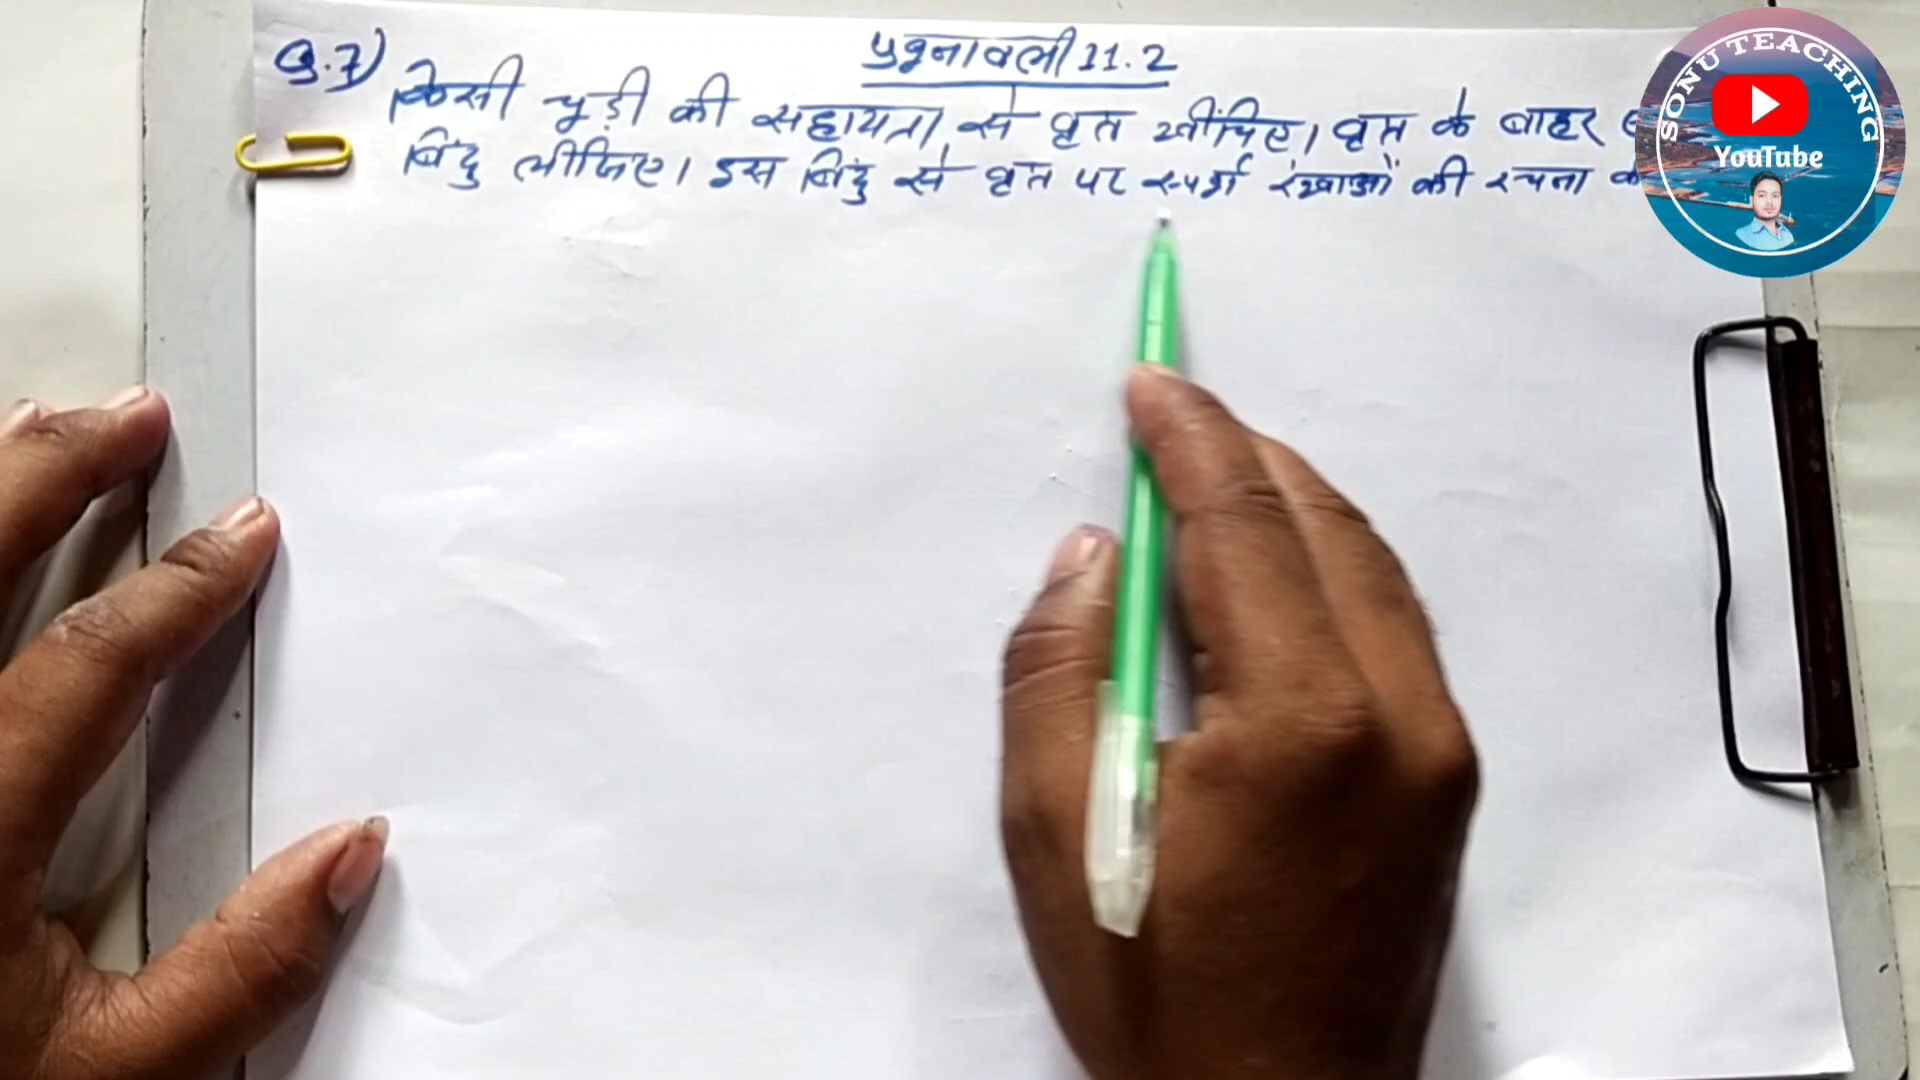 प्रश्नावली 11.2
Q.7) किसी चूड़ी की सहायता से वृत्त खींचिए। वृत्त के बाहर
बिंदु लीजिए। इस बिंदु से वृत्त पर स्पर्श रेखाओं की रचना
SONU TEACHING
YouTube